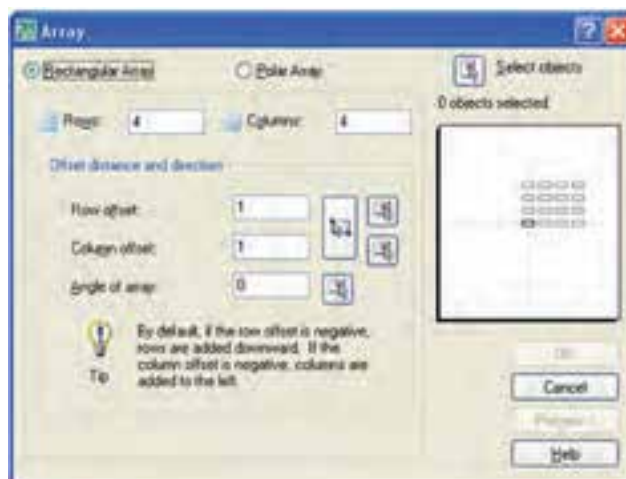 Array
Rectangular Array
Polar Array
Select objects
0 objects selected
Rows: 4
Columns: 4
Offset distance and direction
Row offset: 1
Column offset: 1
Angle of array: 0
Tip
By default, if the row offset is negative,
rows are added downward. If the
column offset is negative, columns are
added to the left.
OK
Cancel
Preview <
Help